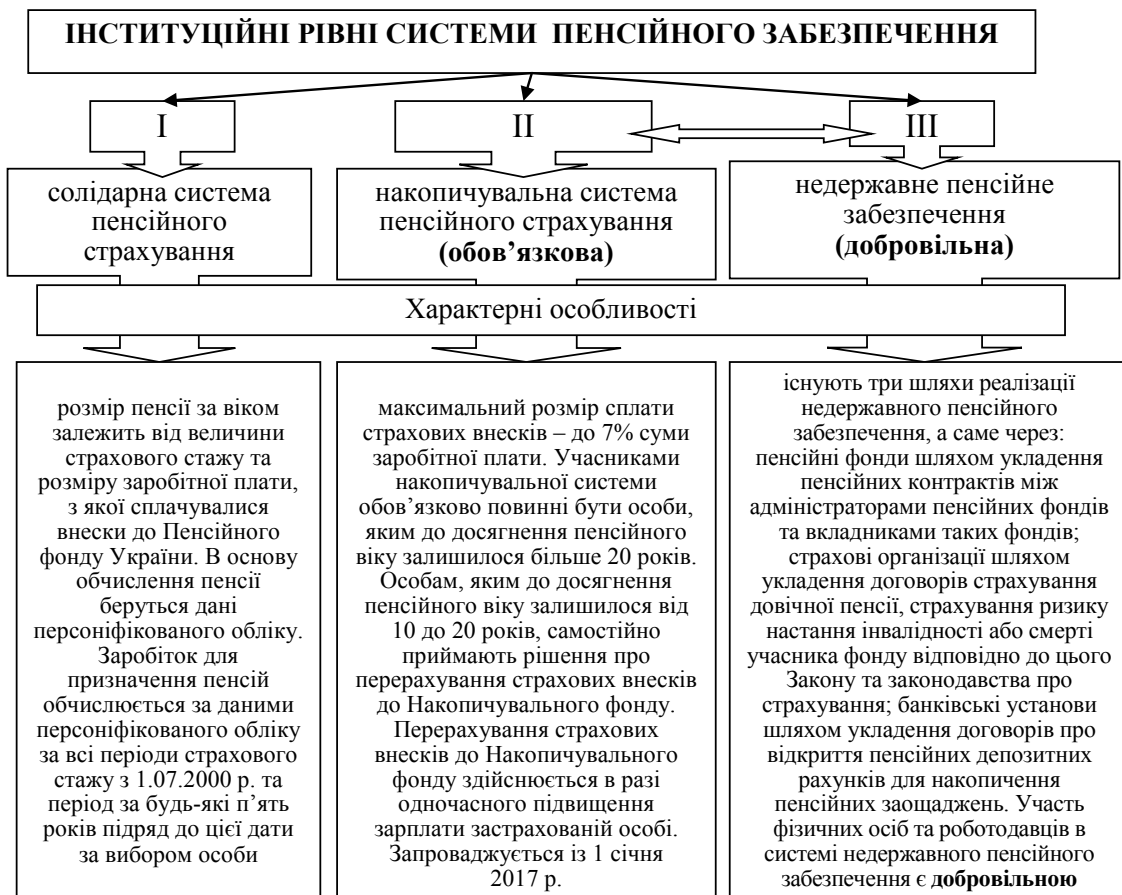 ІНСТИТУЦІЙНІ РІВНІ СИСТЕМИ ПЕНСІЙНОГО ЗАБЕЗПЕЧЕННЯ
І
ІІ
ІІІ
солідарна система
пенсійного
страхування
накопичувальна система
пенсійного страхування
(обов’язкова)
недержавне пенсійне
забезпечення
(добровільна)
Характерні особливості
розмір пенсії за віком
залежить від величини
страхового стажу та
розміру заробітної плати,
з якої сплачувалися
внески до Пенсійного
фонду України. В основу
обчислення пенсії
беруться дані
персоніфікованого обліку.
Заробіток для
призначення пенсій
обчислюється за даними
персоніфікованого обліку
за всі періоди страхового
стажу з 1.07.2000 р. та
період за будь-які п’ять
років підряд до цієї дати
за вибором особи
максимальний розмір сплати
страхових внесків – до 7% суми
заробітної плати. Учасниками
накопичувальної системи
обов’язково повинні бути особи,
яким до досягнення пенсійного
віку залишилося більше 20 років.
Особам, яким до досягнення
пенсійного віку залишилося від
10 до 20 років, самостійно
приймають рішення про
перерахування страхових внесків
до Накопичувального фонду.
Перерахування страхових
внесків до Накопичувального
фонду здійснюється в разі
одночасного підвищення
зарплати застрахованій особі.
Запроваджується із 1 січня
2017 р.
існують три шляхи реалізації
недержавного пенсійного
забезпечення, а саме через:
пенсійні фонди шляхом укладення
пенсійних контрактів між
адміністраторами пенсійних фондів
та вкладниками таких фондів;
страхові організації шляхом
укладення договорів страхування
довічної пенсії, страхування ризику
настання інвалідності або смерті
учасника фонду відповідно до цього
Закону та законодавства про
страхування; банківські установи
шляхом укладення договорів про
відкриття пенсійних депозитних
рахунків для накопичення
пенсійних заощаджень. Участь
фізичних осіб та роботодавців в
системі недержавного пенсійного
забезпечення є добровільною